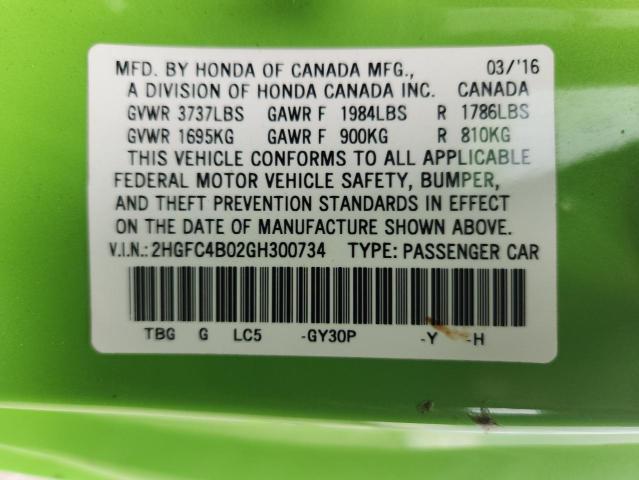 MFD. BY HONDA OF CANADA MFG., 03/'16
A DIVISION OF HONDA CANADA INC. CANADA
GVWR 3737LBS GAWR F 1984LBS R 1786LBS
GVWR 1695KG GAWR F 900KG R 810KG
THIS VEHICLE CONFORMS TO ALL APPLICABLE
FEDERAL MOTOR VEHICLE SAFETY, BUMPER,
AND THEFT PREVENTION STANDARDS IN EFFECT
ON THE DATE OF MANUFACTURE SHOWN ABOVE.
V.I.N.: 2HGFC4B02GH300734 TYPE: PASSENGER CAR
TBG G LC5 -GY30P -Y -H